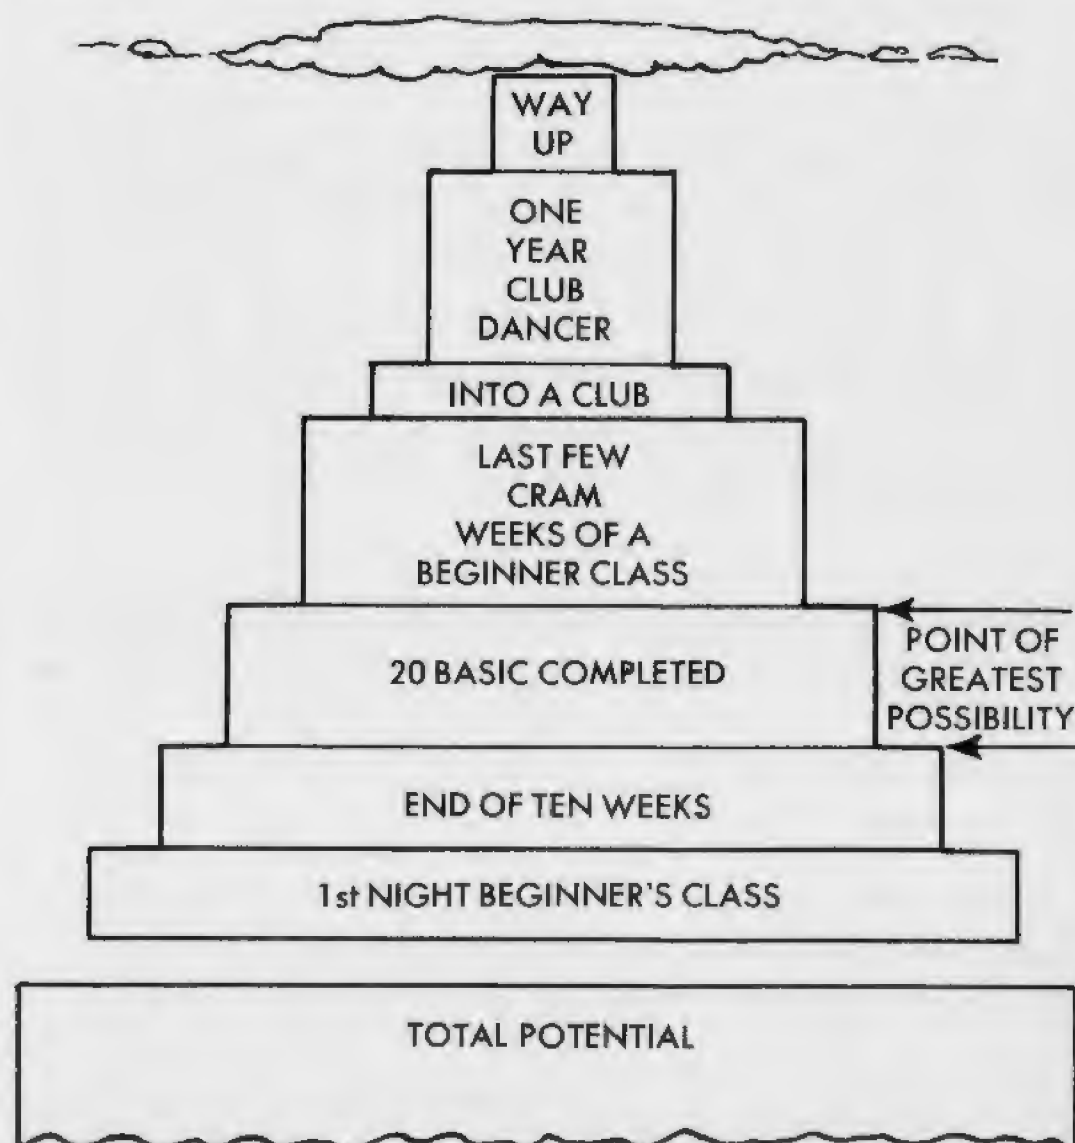 WAY
UP
ONE
YEAR
CLUB
DANCER
INTO A CLUB
LAST FEW
CRAM
WEEKS OF A
BEGINNER CLASS
20 BASIC COMPLETED
POINT OF
GREATEST
POSSIBILITY
END OF TEN WEEKS
1st NIGHT BEGINNER'S CLASS
TOTAL POTENTIAL